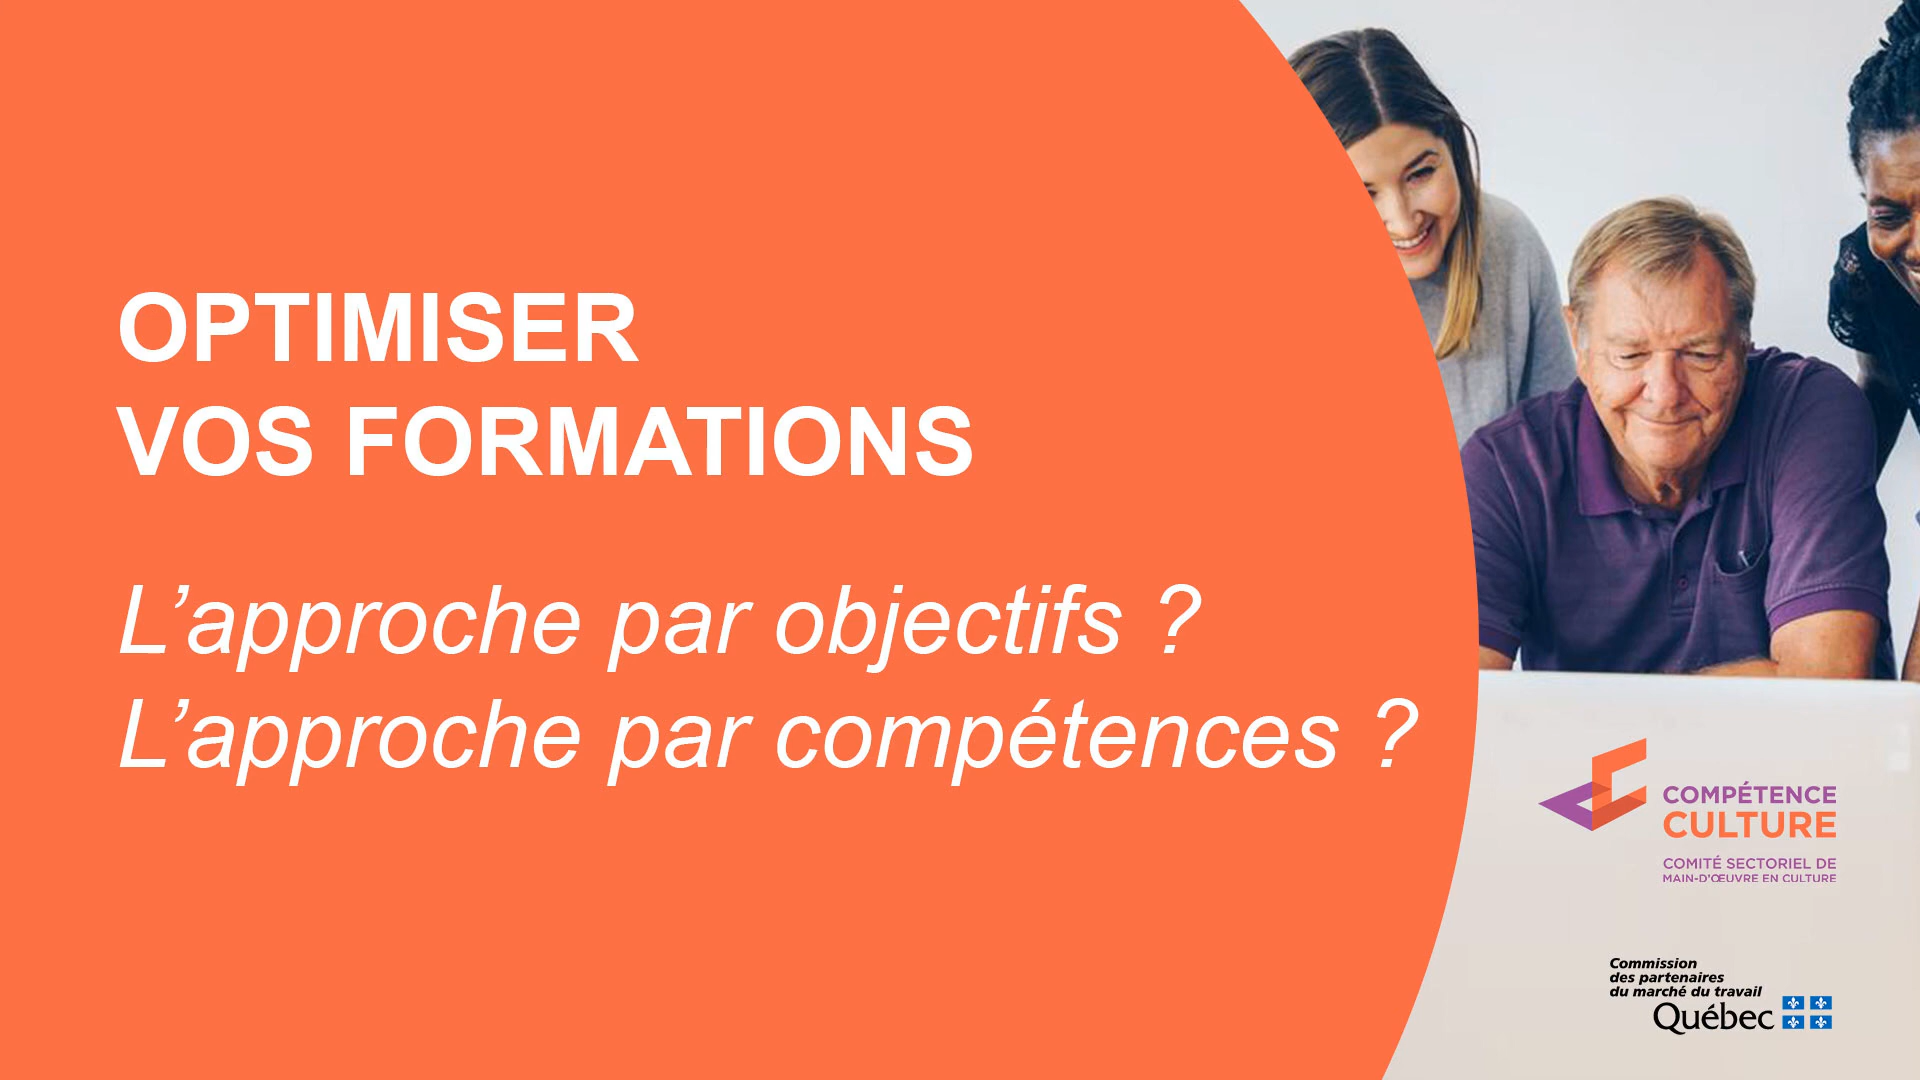 OPTIMISER
VOS FORMATIONS
L’approche par objectifs ?
L’approche par compétences ?
COMPÉTENCE
CULTURE
COMITÉ SECTORIEL DE
MAIN-D'ŒUVRE EN CULTURE
Commission
des partenaires
du marché du travail
Québec